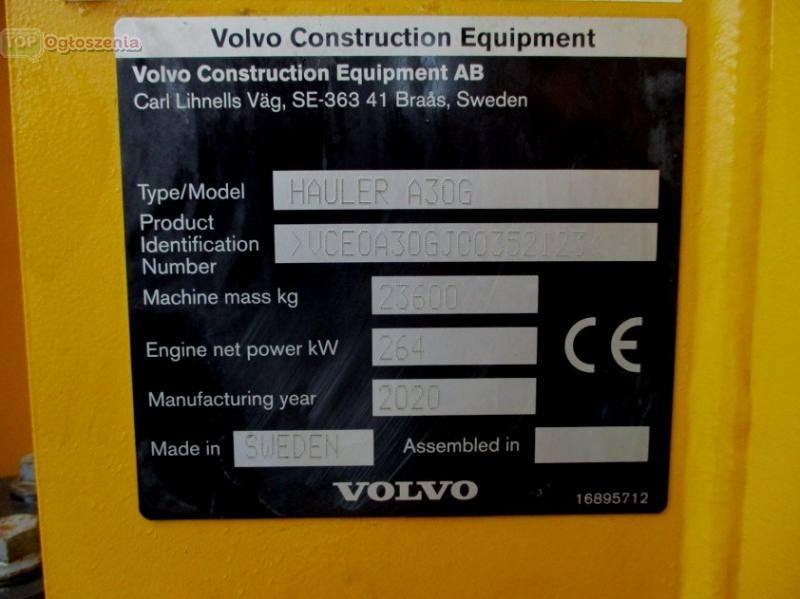 TOP Ogłoszenia
Volvo Construction Equipment
Volvo Construction Equipment AB
Carl Lihnells Väg, SE-363 41 Braås, Sweden
Type/Model HAULER A30G
Product Identification Number >VCE0A30GJ00352123
Machine mass kg 23600
Engine net power kW 264
CE
Manufacturing year 2020
Made in SWEDEN Assembled in
VOLVO
16895712